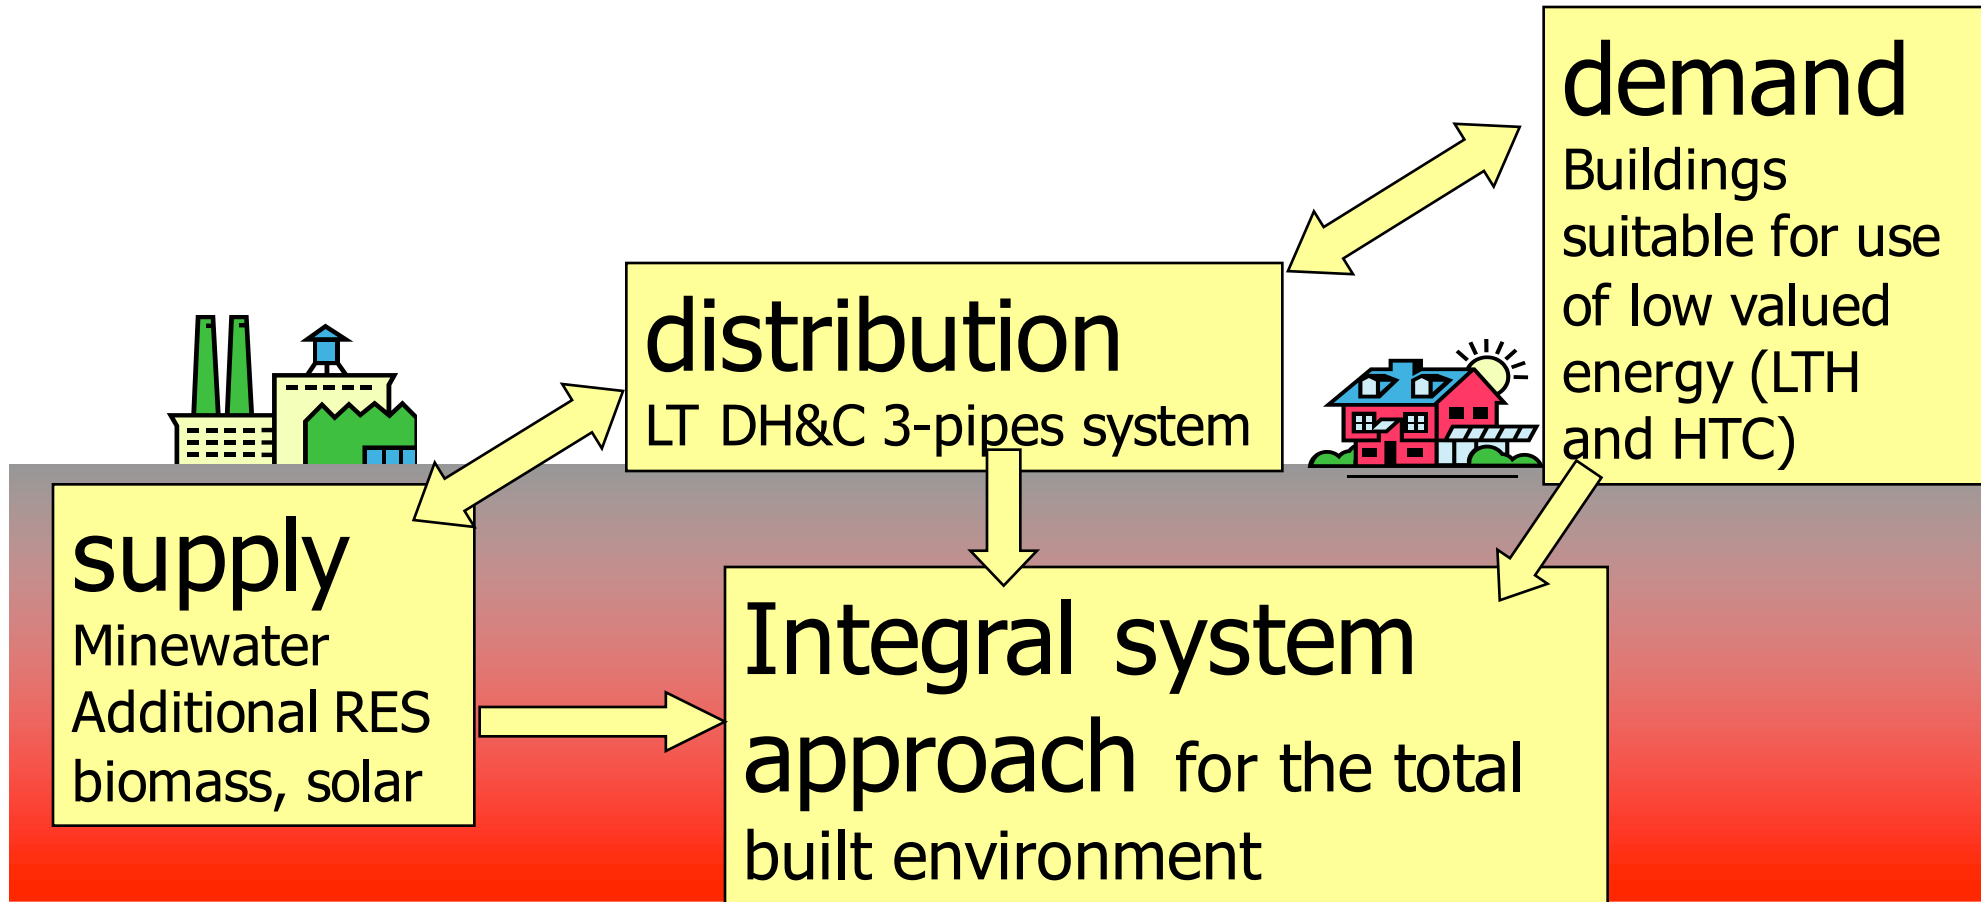 demand
Buildings
suitable for use
of low valued
energy (LTH
and HTC)
distribution
LT DH&C 3-pipes system
supply
Minewater
Additional RES
biomass, solar
Integral system
approach for the total
built environment